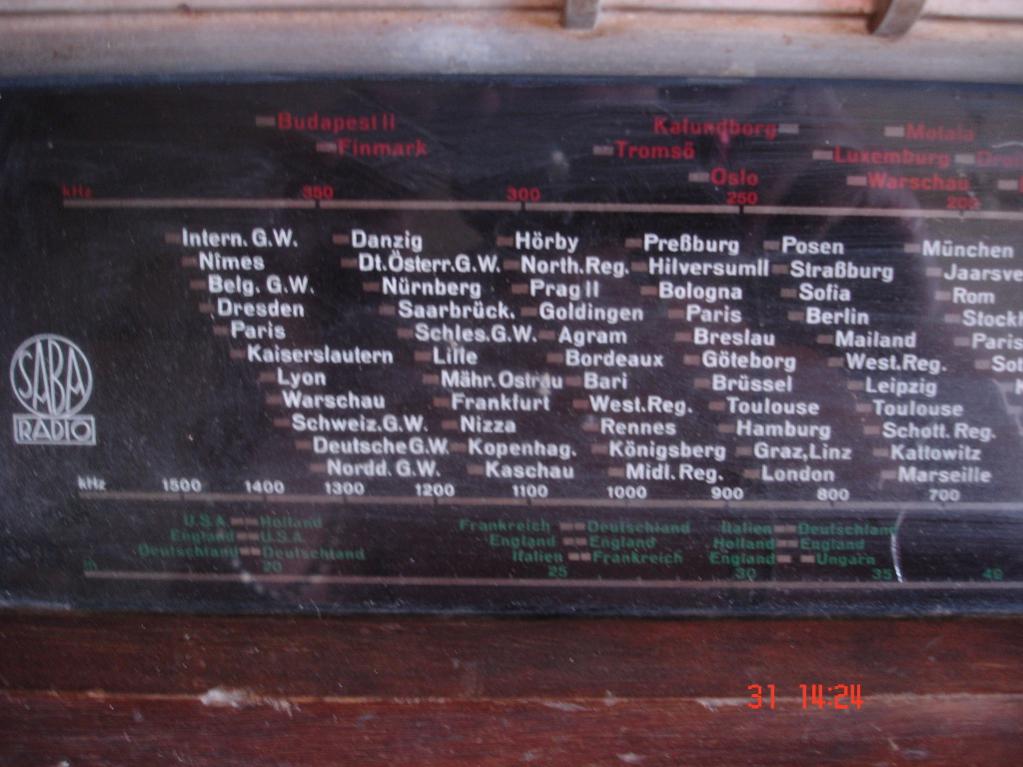 Budapest II Kalundborg Motala
Finmark Tromsö Luxemburg
Oslo Warschau
kHz 350 300 250 200
Intern. G.W. Danzig Hörby Preßburg Posen München
Nîmes Dt.Österr.G.W. North.Reg. HilversumII Straßburg Jaarsve
Belg. G.W. Nürnberg Prag II Bologna Sofia Rom
Dresden Saarbrück. Goldingen Paris Berlin Stockh
Paris Schles.G.W. Agram Breslau Mailand Paris
Kaiserslautern Lille Bordeaux Göteborg West.Reg. Sot
Lyon Mähr.Ostrau Bari Brüssel Leipzig
Warschau Frankfurt West.Reg. Toulouse Toulouse
Schweiz.G.W. Nizza Rennes Hamburg Schott. Reg.
DeutscheG.W. Kopenhag. Königsberg Graz,Linz Kattowitz
Nordd. G.W. Kaschau Midl. Reg. London Marseille
SABA
RADIO
kHz 1500 1400 1300 1200 1100 1000 900 800 700
U.S.A. Holland Frankreich Deutschland Italien Deutschland
England U.S.A. England England Holland England
Deutschland Deutschland Italien Frankreich England Ungarn
m 20 25 30 35 40
31 14:24